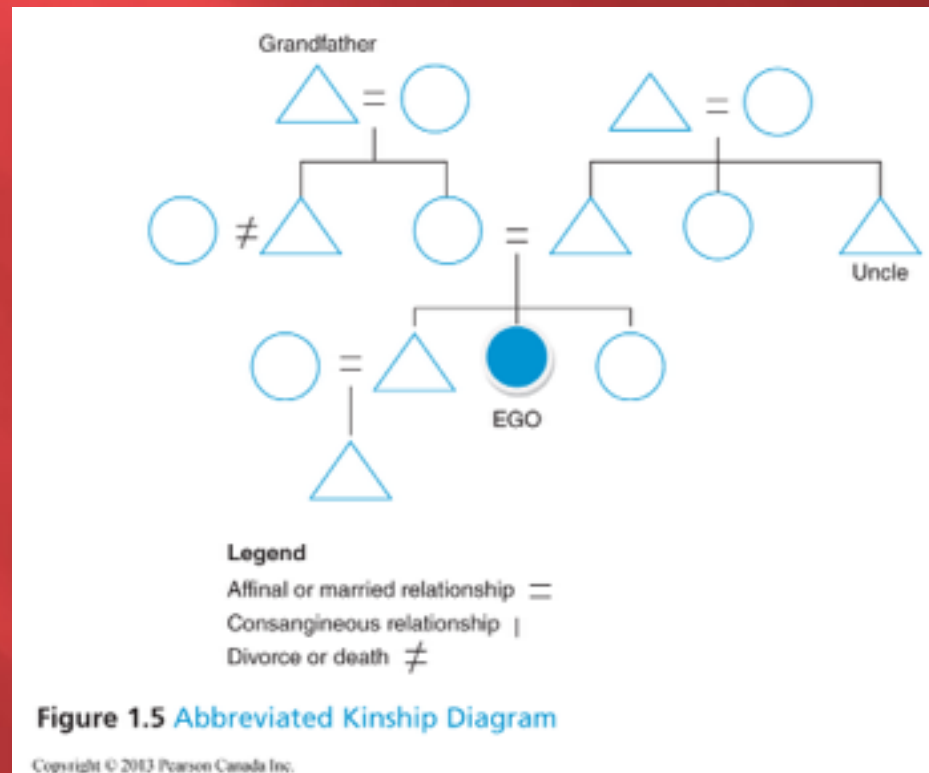 Grandfather
=
=
≠
=
Uncle
=
EGO
Legend
Affinal or married relationship =
Consangineous relationship |
Divorce or death ≠
Figure 1.5 Abbreviated Kinship Diagram
Copyright © 2013 Pearson Canada Inc.